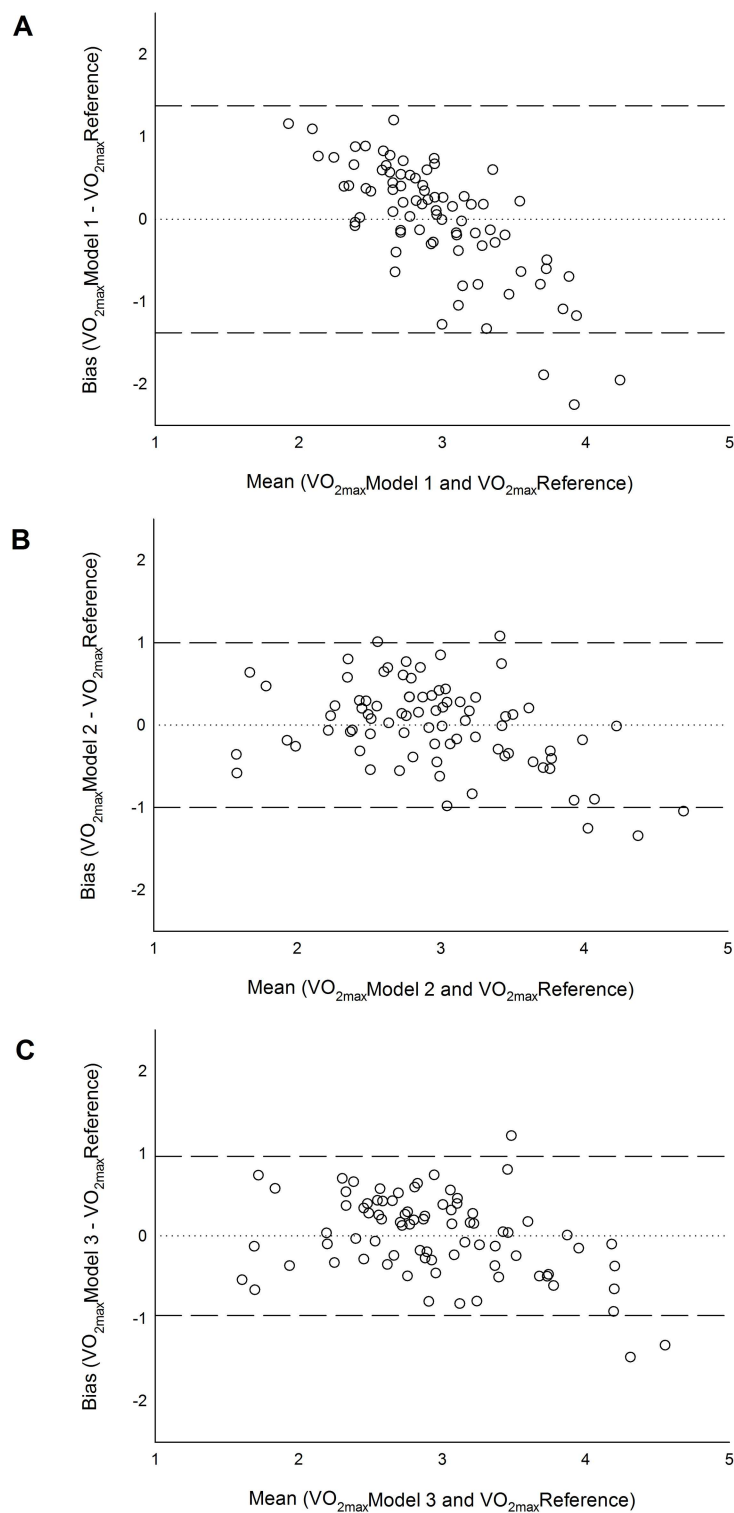 A
Bias (VO2maxModel 1 - VO2maxReference)
2
1
0
-1
-2
1 2 3 4 5
Mean (VO2maxModel 1 and VO2maxReference)
B
Bias (VO2maxModel 2 - VO2maxReference)
2
1
0
-1
-2
1 2 3 4 5
Mean (VO2maxModel 2 and VO2maxReference)
C
Bias (VO2maxModel 3 - VO2maxReference)
2
1
0
-1
-2
1 2 3 4 5
Mean (VO2maxModel 3 and VO2maxReference)